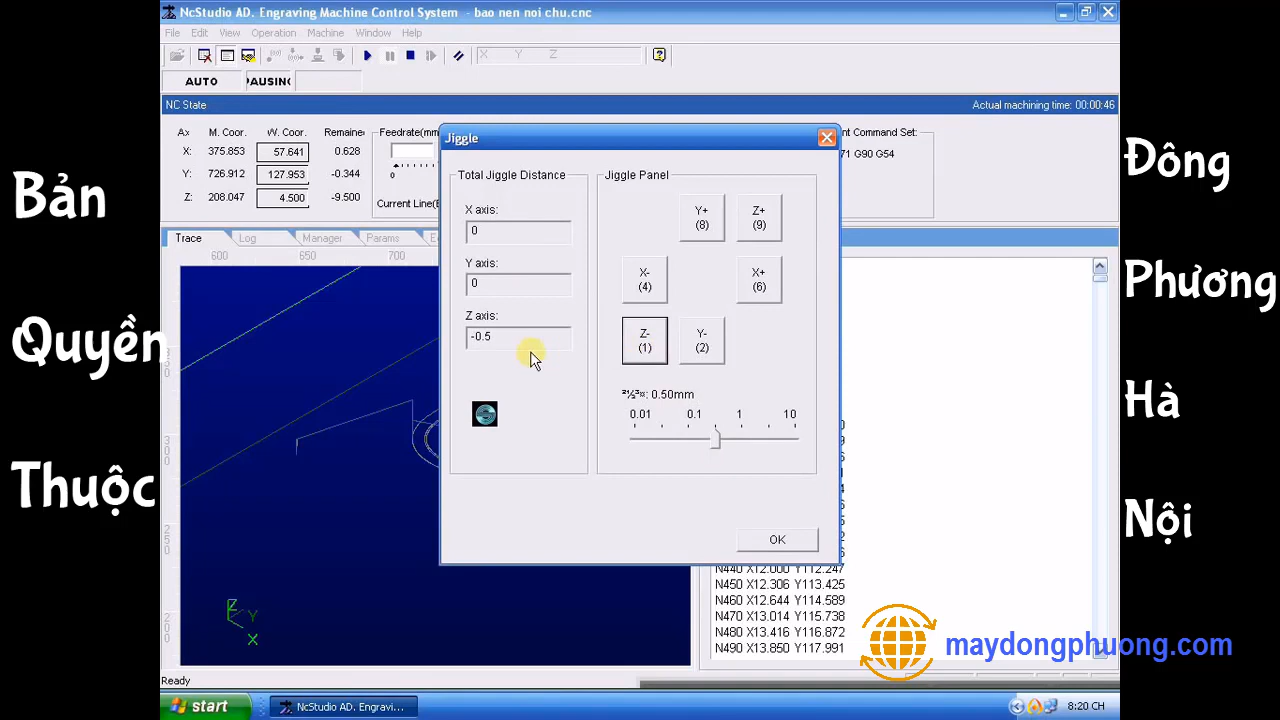 NcStudio AD. Engraving Machine Control System - bao nen noi chu.cnc
File Edit View Operation Machine Window Help
X Y Z
AUTO
NC State Actual machining time: 00:00:46
Ax M. Coor. W. Coor. Remaine Feedrate(mm
X: 375.853 57.641 0.628
Y: 726.912 127.953 -0.344 0
Z: 208.047 4.500 -9.500 Current Line(E
nt Command Set:
71 G90 G54
Trace Log Manager Params
600 650 700
Jiggle
Total Jiggle Distance
X axis:
0
Y axis:
0
Z axis:
-0.5
Jiggle Panel
Y+ (8)
Z+ (9)
X- (4)
X+ (6)
Z- (1)
Y- (2)
: 0.50mm
0.01 0.1 1 10
OK
N440 X12.000 Y112.247
N450 X12.306 Y113.425
N460 X12.644 Y114.589
N470 X13.014 Y115.738
N480 X13.416 Y116.872
N490 X13.850 Y117.991
Z
Y
X
Ready
start NcStudio AD. Engravi... 8:20 CH
Bản
Quyền
Thuộc
Đông
Phương
Hà
Nội
maydongphuong.com